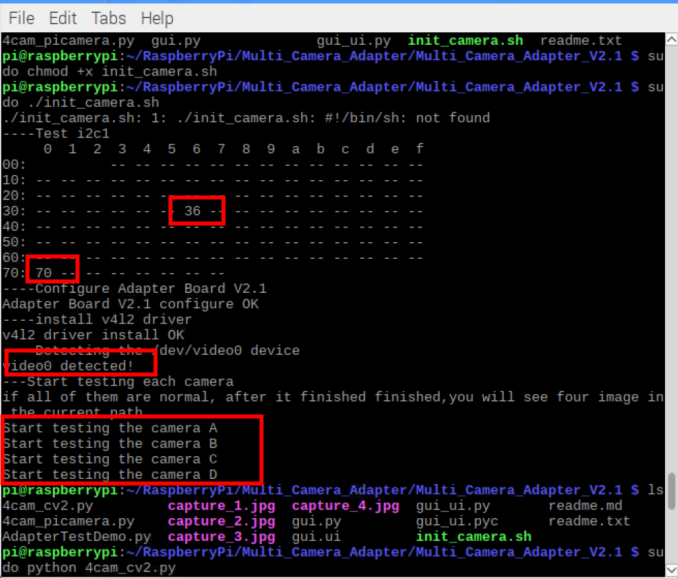 File Edit Tabs Help
4cam_picamera.py gui.py gui_ui.py init_camera.sh readme.txt
pi@raspberrypi:~/RaspberryPi/Multi_Camera_Adapter/Multi_Camera_Adapter_V2.1 $ su
do chmod +x init_camera.sh
pi@raspberrypi:~/RaspberryPi/Multi_Camera_Adapter/Multi_Camera_Adapter_V2.1 $ su
do ./init_camera.sh
./init_camera.sh: 1: ./init_camera.sh: #!/bin/sh: not found
----Test i2c1
0 1 2 3 4 5 6 7 8 9 a b c d e f
00: -- -- -- -- -- -- -- -- -- -- -- -- --
10: -- -- -- -- -- -- -- -- -- -- -- -- -- -- -- --
20: -- -- -- -- -- -- -- -- -- -- -- -- -- -- -- --
30: -- -- -- -- -- -- 36 -- -- -- -- -- -- -- -- --
40: -- -- -- -- -- -- -- -- -- -- -- -- -- -- -- --
50: -- -- -- -- -- -- -- -- -- -- -- -- -- -- -- --
60: -- -- -- -- -- -- -- -- -- -- -- -- -- -- -- --
70: 70 -- -- -- -- -- -- --
----Configure Adapter Board V2.1
Adapter Board V2.1 configure OK
----install v4l2 driver
v4l2 driver install OK
Detesting the /dev/video0 device
video0 detected!
---Start testing each camera
if all of them are normal, after it finished finished,you will see four image in
the current path
Start testing the camera A
Start testing the camera B
Start testing the camera C
Start testing the camera D
pi@raspberrypi:~/RaspberryPi/Multi_Camera_Adapter/Multi_Camera_Adapter_V2.1 $ ls
4cam_cv2.py capture_1.jpg capture_4.jpg gui_ui.py readme.md
4cam_picamera.py capture_2.jpg gui.py gui_ui.pyc readme.txt
AdapterTestDemo.py capture_3.jpg gui.ui init_camera.sh
pi@raspberrypi:~/RaspberryPi/Multi_Camera_Adapter/Multi_Camera_Adapter_V2.1 $ su
do python 4cam_cv2.py